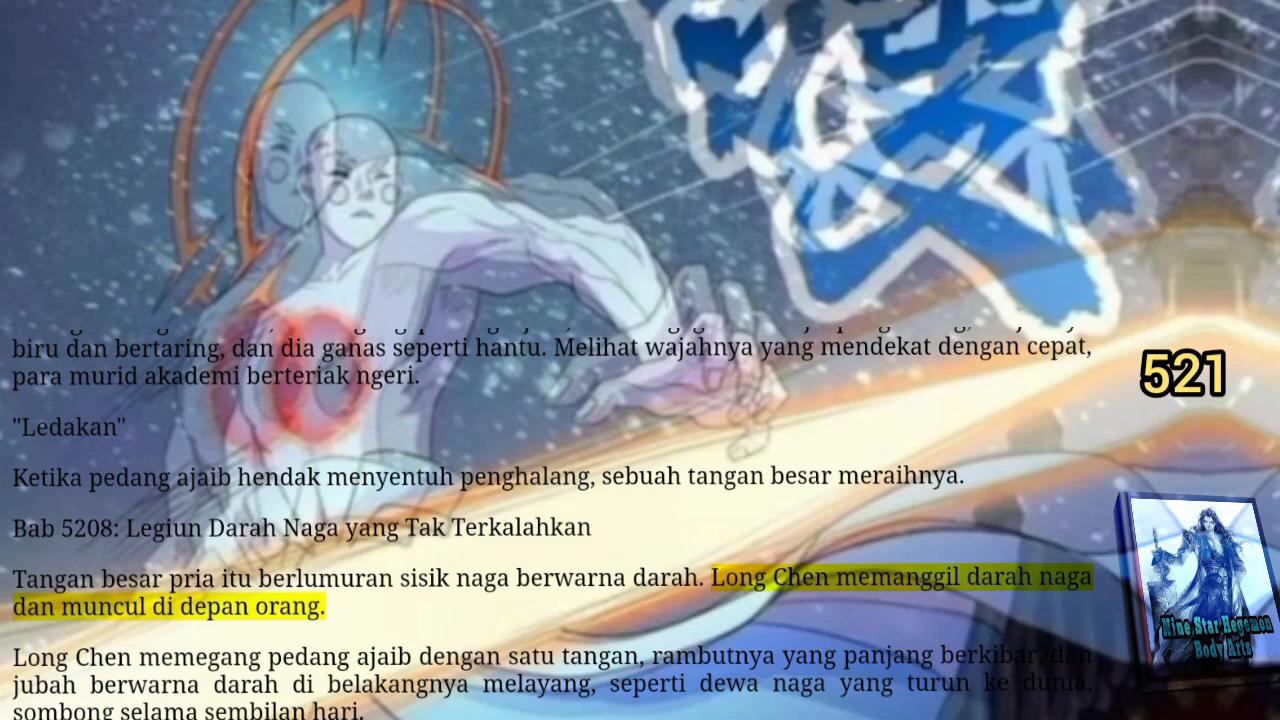 biru dan bertaring, dan dia ganas seperti hantu. Melihat wajahnya yang mendekat dengan cepat,
para murid akademi berteriak ngeri.
"Ledakan"
Ketika pedang ajaib hendak menyentuh penghalang, sebuah tangan besar meraihnya.
Bab 5208: Legiun Darah Naga yang Tak Terkalahkan
Tangan besar pria itu berlumuran sisik naga berwarna darah. Long Chen memanggil darah naga
dan muncul di depan orang.
Long Chen memegang pedang ajaib dengan satu tangan, rambutnya yang panjang berkibar, dan
jubah berwarna darah di belakangnya melayang, seperti dewa naga yang turun ke dunia,
sombong selama sembilan hari.
521
Nine Star Hegemon
Body Arts